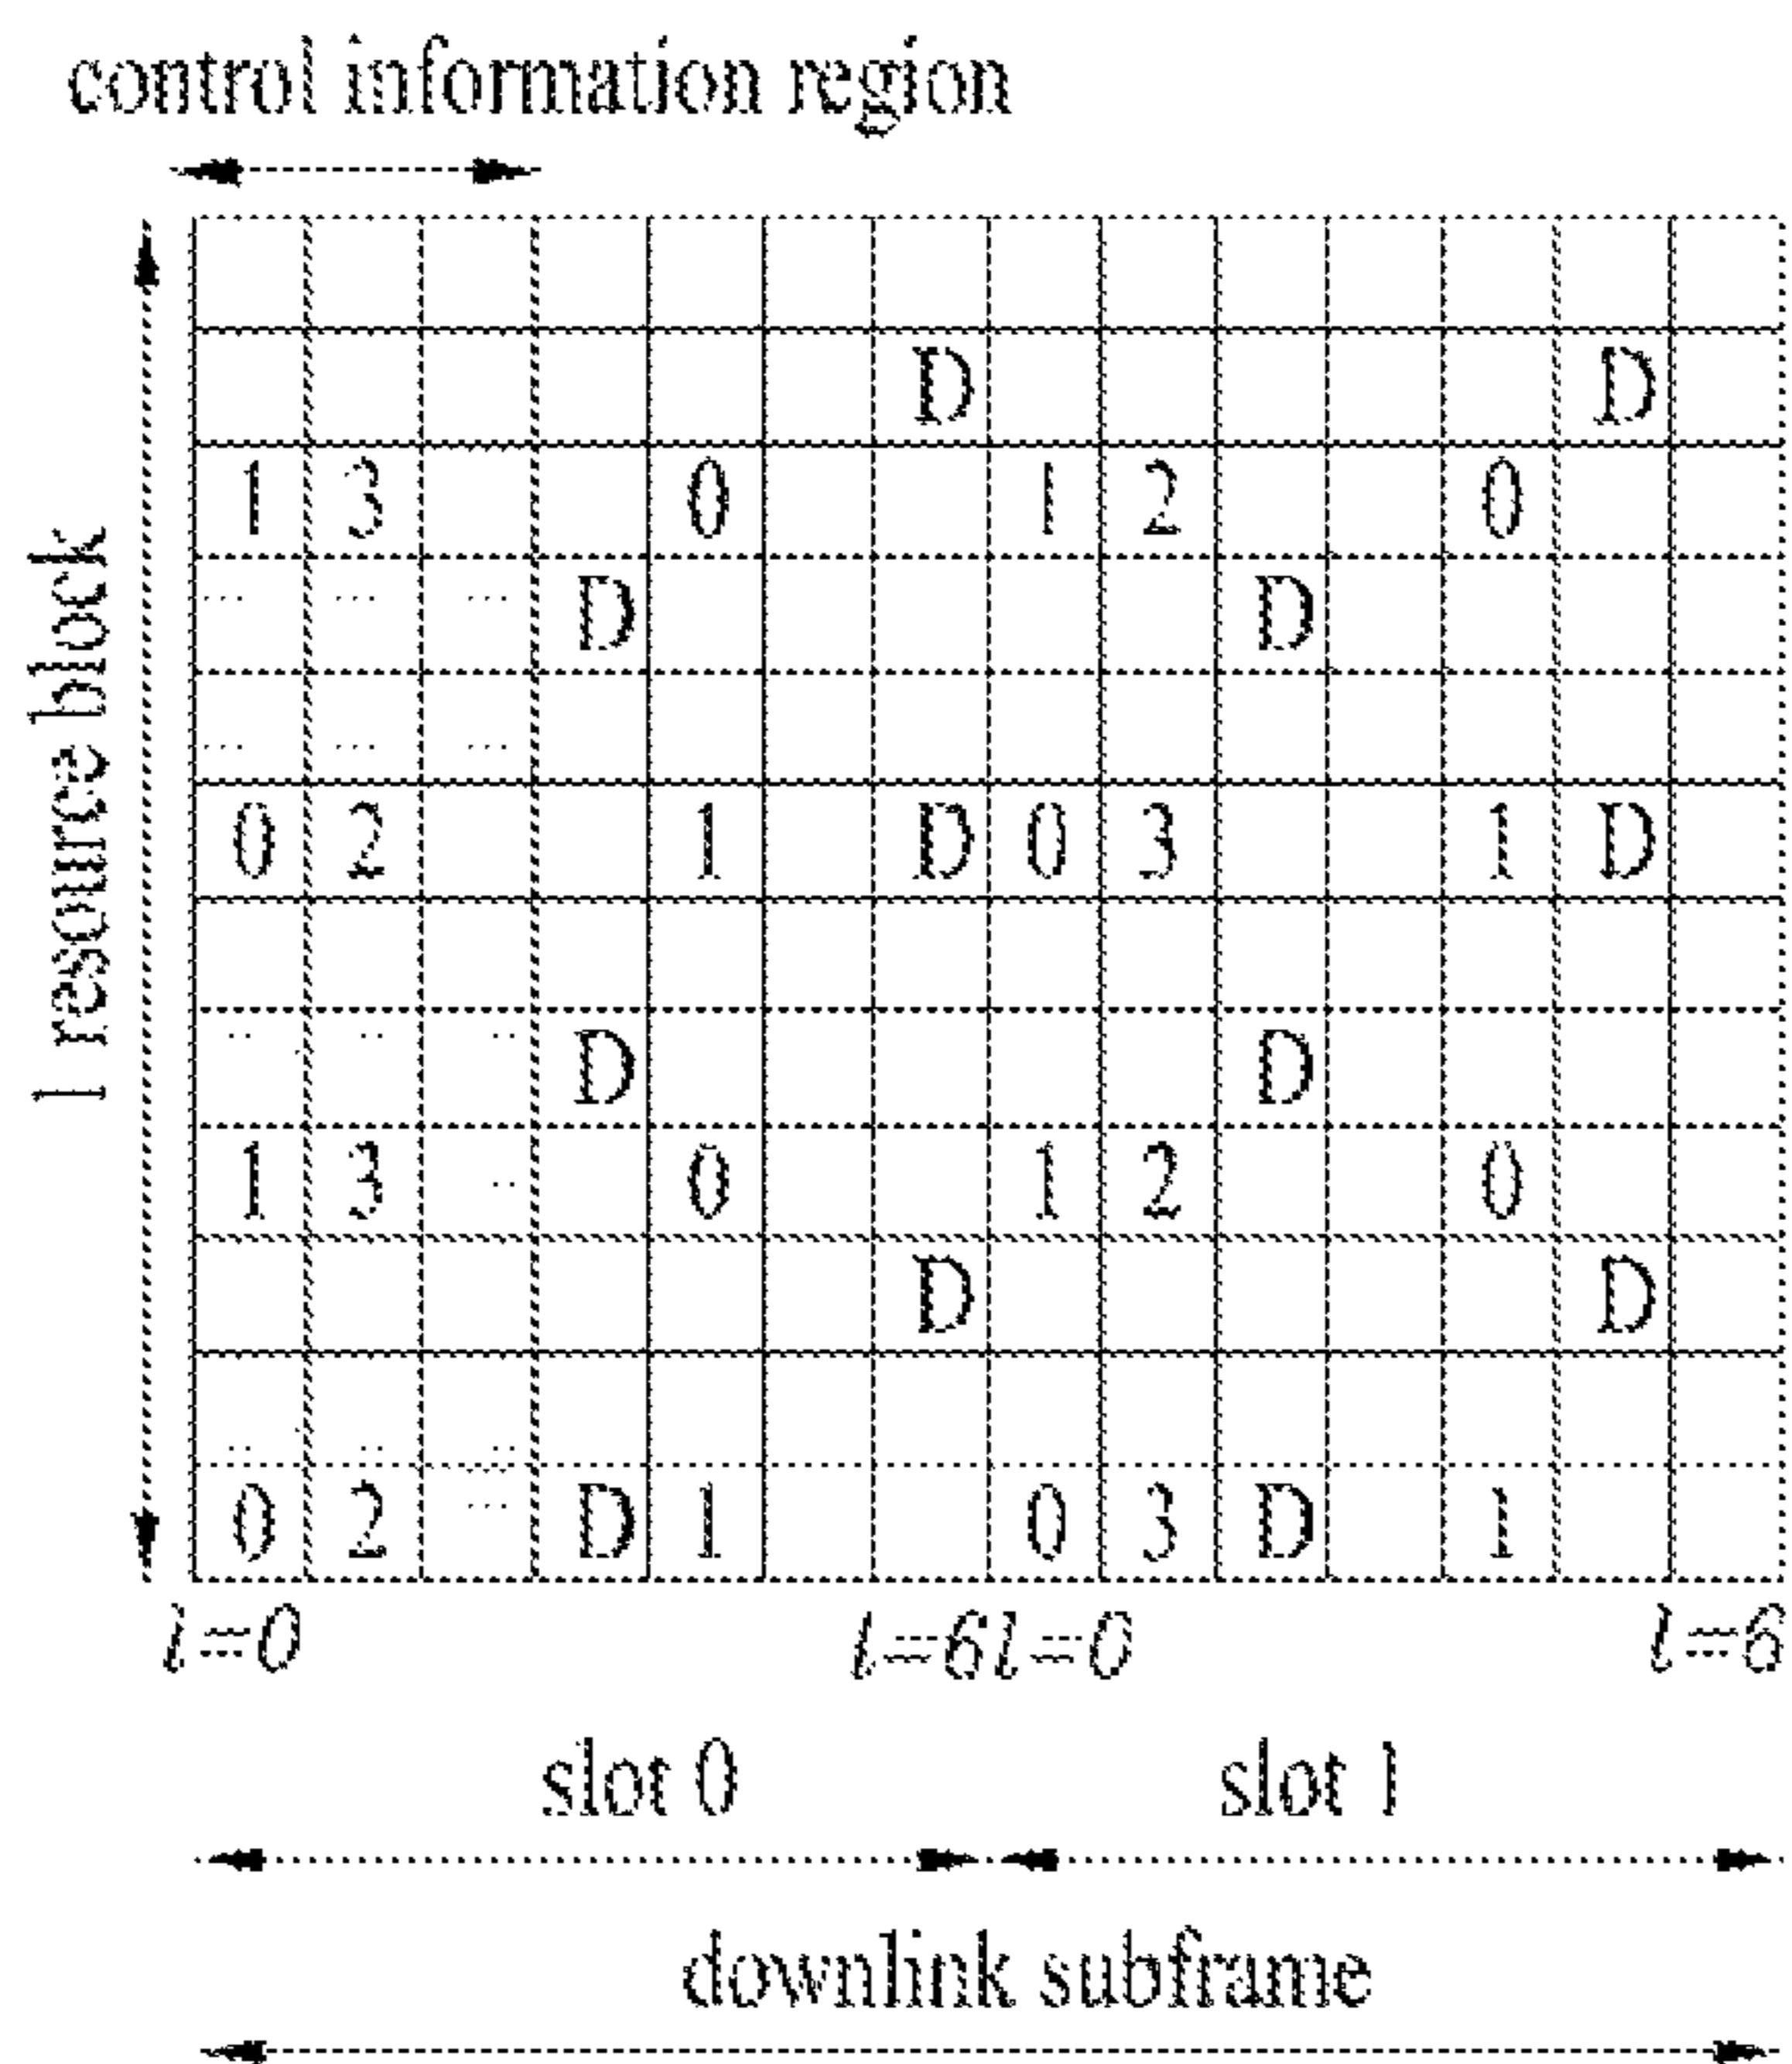 control information region
1 resource block
D D
1 3 0 1 2 0
D D
0 2 1 D 0 3 1 D
D D
1 3 0 1 2 0
D D
0 2 D 1 0 3 D 1
l=0 l=6 l=0 l=6
slot 0 slot 1
downlink subframe